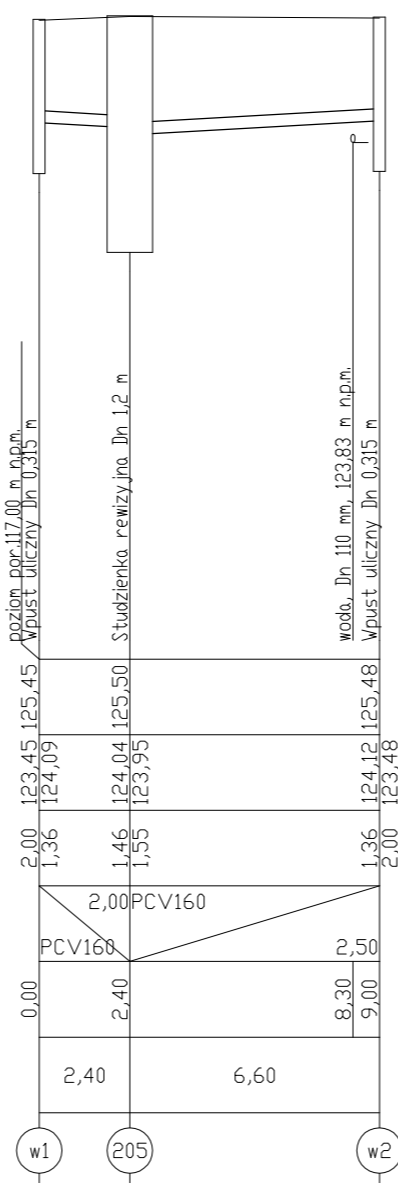 poziom por.117,00 m n.p.m.
Wpust uliczny Dn 0,315 m
Studzienka rewizyjna Dn 1,2 m
woda, Dn 110 mm, 123,83 m n.p.m.
Wpust uliczny Dn 0,315 m
125,45 125,50 125,48
123,45 124,09 124,04 123,95 124,12 123,48
2,00 1,36 1,46 1,55 1,36 2,00
2,00 PCV160
PCV160 2,50
0,00 2,40 8,30 9,00
2,40 6,60
w1 205 w2